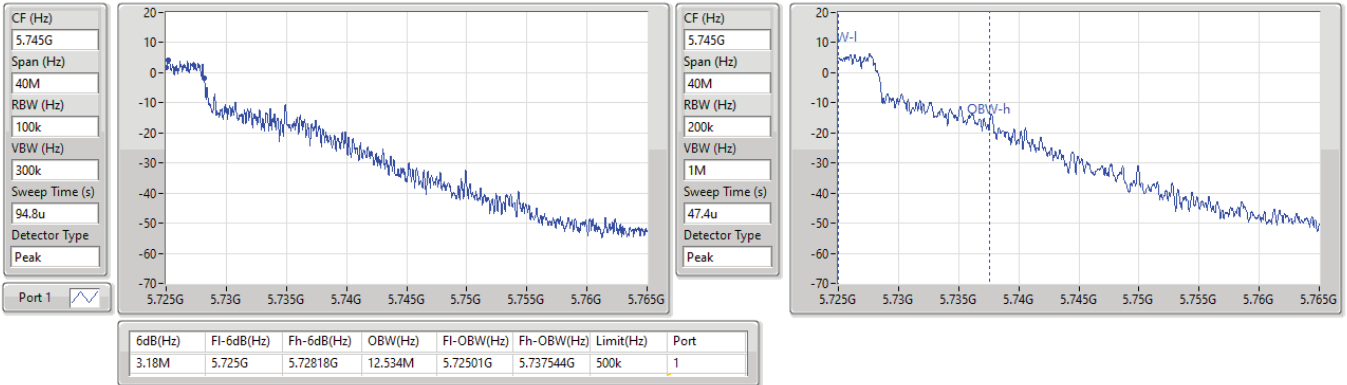 CF (Hz)
5.745G
Span (Hz)
40M
RBW (Hz)
100k
VBW (Hz)
300k
Sweep Time (s)
94.8u
Detector Type
Peak
Port 1
20-
10-
0-
-10-
-20-
-30-
-40-
-50-
-60-
-70-
5.725G 5.73G 5.735G 5.74G 5.745G 5.75G 5.755G 5.76G 5.765G
CF (Hz)
5.745G
Span (Hz)
40M
RBW (Hz)
200k
VBW (Hz)
1M
Sweep Time (s)
47.4u
Detector Type
Peak
20-
10-
0-
-10-
-20-
-30-
-40-
-50-
-60-
-70-
W-l
OBW-h
5.725G 5.73G 5.735G 5.74G 5.745G 5.75G 5.755G 5.76G 5.765G
6dB(Hz) Fl-6dB(Hz) Fh-6dB(Hz) OBW(Hz) Fl-OBW(Hz) Fh-OBW(Hz) Limit(Hz) Port
3.18M 5.725G 5.72818G 12.534M 5.72501G 5.737544G 500k 1